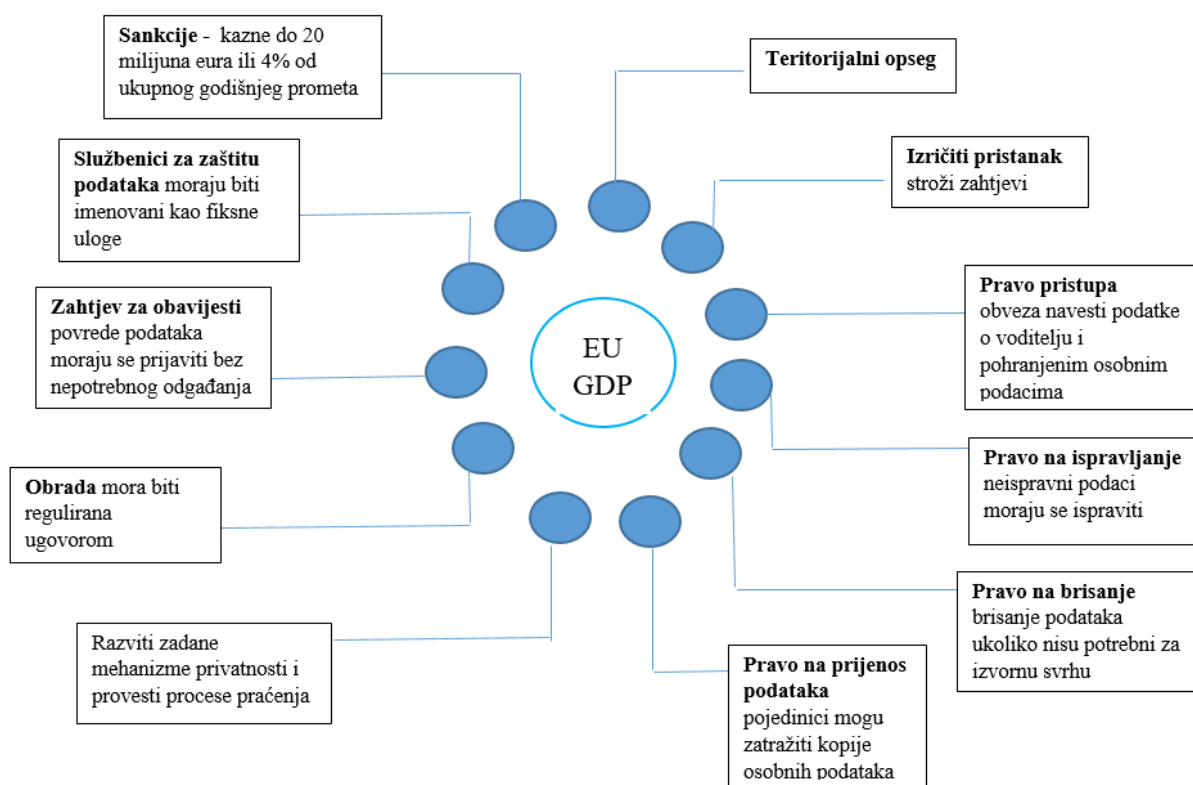 Sankcije - kazne do 20
milijuna eura ili 4% od
ukupnog godišnjeg prometa
Teritorijalni opseg
Službenici za zaštitu
podataka moraju biti
imenovani kao fiksne
uloge
Izričiti pristanak
stroži zahtjevi
Zahtjev za obavijesti
povrede podataka
moraju se prijaviti bez
nepotrebnog odgađanja
Pravo pristupa
obveza navesti podatke
o voditelju i
pohranjenim osobnim
podacima
EU
GDP
Obrada mora biti
regulirana
ugovorom
Pravo na ispravljanje
neispravni podaci
moraju se ispraviti
Razviti zadane
mehanizme privatnosti i
provesti procese praćenja
Pravo na prijenos
podataka
pojedinici mogu
zatražiti kopije
osobnih podataka
Pravo na brisanje
brisanje podataka
ukoliko nisu potrebni za
izvornu svrhu